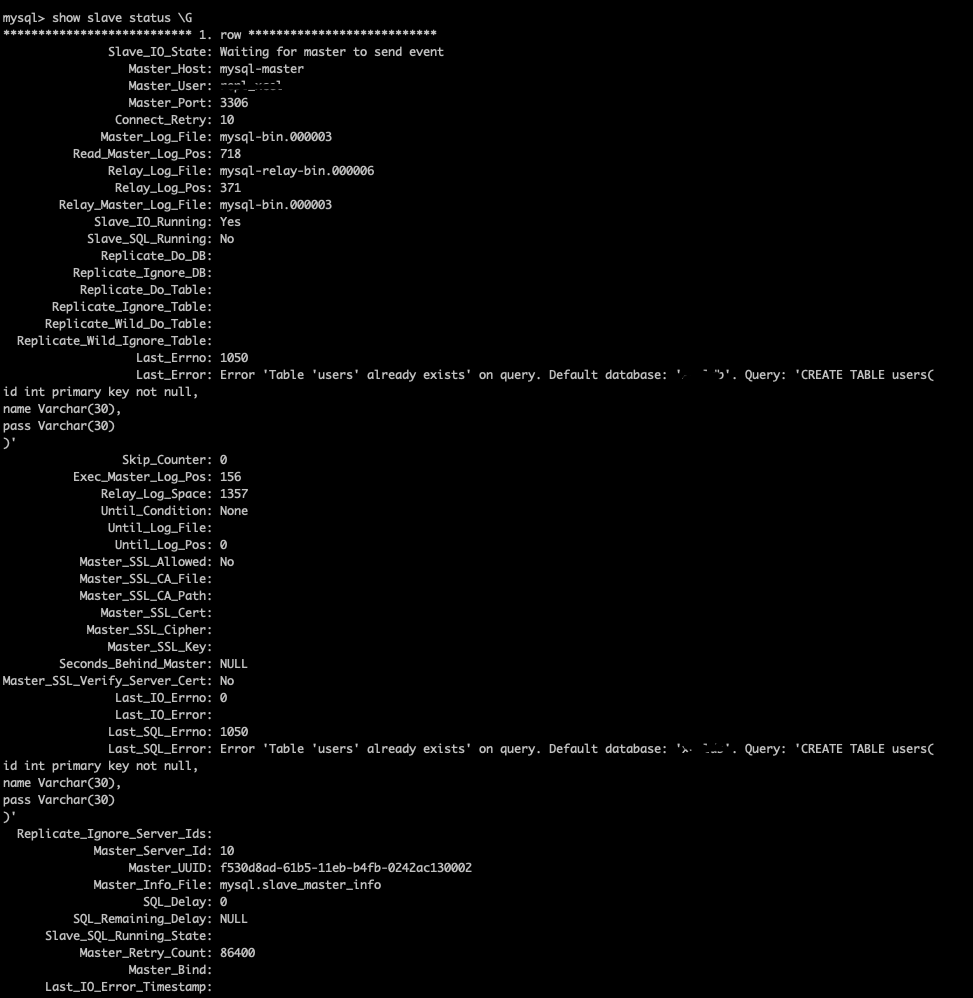 mysql> show slave status \G
*************************** 1. row ***************************
Slave_IO_State: Waiting for master to send event
Master_Host: mysql-master
Master_User:
Master_Port: 3306
Connect_Retry: 10
Master_Log_File: mysql-bin.000003
Read_Master_Log_Pos: 718
Relay_Log_File: mysql-relay-bin.000006
Relay_Log_Pos: 371
Relay_Master_Log_File: mysql-bin.000003
Slave_IO_Running: Yes
Slave_SQL_Running: No
Replicate_Do_DB:
Replicate_Ignore_DB:
Replicate_Do_Table:
Replicate_Ignore_Table:
Replicate_Wild_Do_Table:
Replicate_Wild_Ignore_Table:
Last_Errno: 1050
Last_Error: Error 'Table 'users' already exists' on query. Default database: ''. Query: 'CREATE TABLE users(
id int primary key not null,
name Varchar(30),
pass Varchar(30)
)'
Skip_Counter: 0
Exec_Master_Log_Pos: 156
Relay_Log_Space: 1357
Until_Condition: None
Until_Log_File:
Until_Log_Pos: 0
Master_SSL_Allowed: No
Master_SSL_CA_File:
Master_SSL_CA_Path:
Master_SSL_Cert:
Master_SSL_Cipher:
Master_SSL_Key:
Seconds_Behind_Master: NULL
Master_SSL_Verify_Server_Cert: No
Last_IO_Errno: 0
Last_IO_Error:
Last_SQL_Errno: 1050
Last_SQL_Error: Error 'Table 'users' already exists' on query. Default database: ''. Query: 'CREATE TABLE users(
id int primary key not null,
name Varchar(30),
pass Varchar(30)
)'
Replicate_Ignore_Server_Ids:
Master_Server_Id: 10
Master_UUID: f530d8ad-61b5-11eb-b4fb-0242ac130002
Master_Info_File: mysql.slave_master_info
SQL_Delay: 0
SQL_Remaining_Delay: NULL
Slave_SQL_Running_State:
Master_Retry_Count: 86400
Master_Bind:
Last_IO_Error_Timestamp: